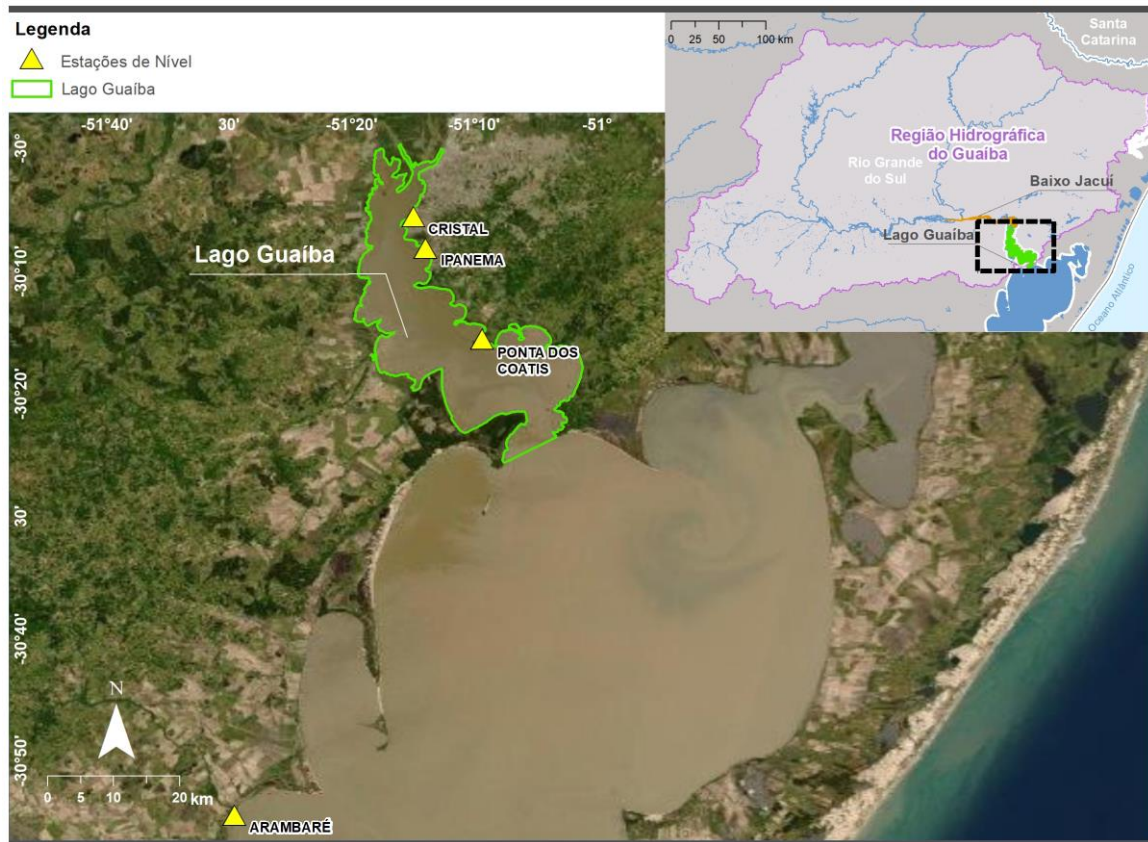 Legenda
Estações de Nível
Lago Guaíba
0 25 50 100 km
Santa
Catarina
Região Hidrográfica
do Guaíba
Rio Grande
do Sul
Baixo Jacuí
Lago Guaíba
Oceano Atlântico
-51°40'
30'
-51°20'
-51°10'
-51°
-30°
-30°10'
-30°20'
30'
-30°40'
-30°50'
CRISTAL
IPANEMA
Lago Guaíba
PONTA DOS
COATIS
N
0 5 10 20 km
ARAMBARÉ